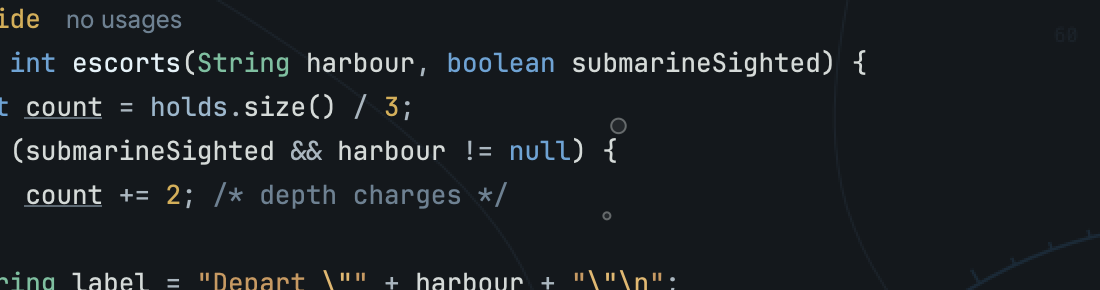 ide no usages
int escorts(String harbour, boolean submarineSighted) {
t count = holds.size() / 3;
(submarineSighted && harbour != null) {
count += 2; /* depth charges */
ring label = "Depart \"" + harbour + "\"\n";
60